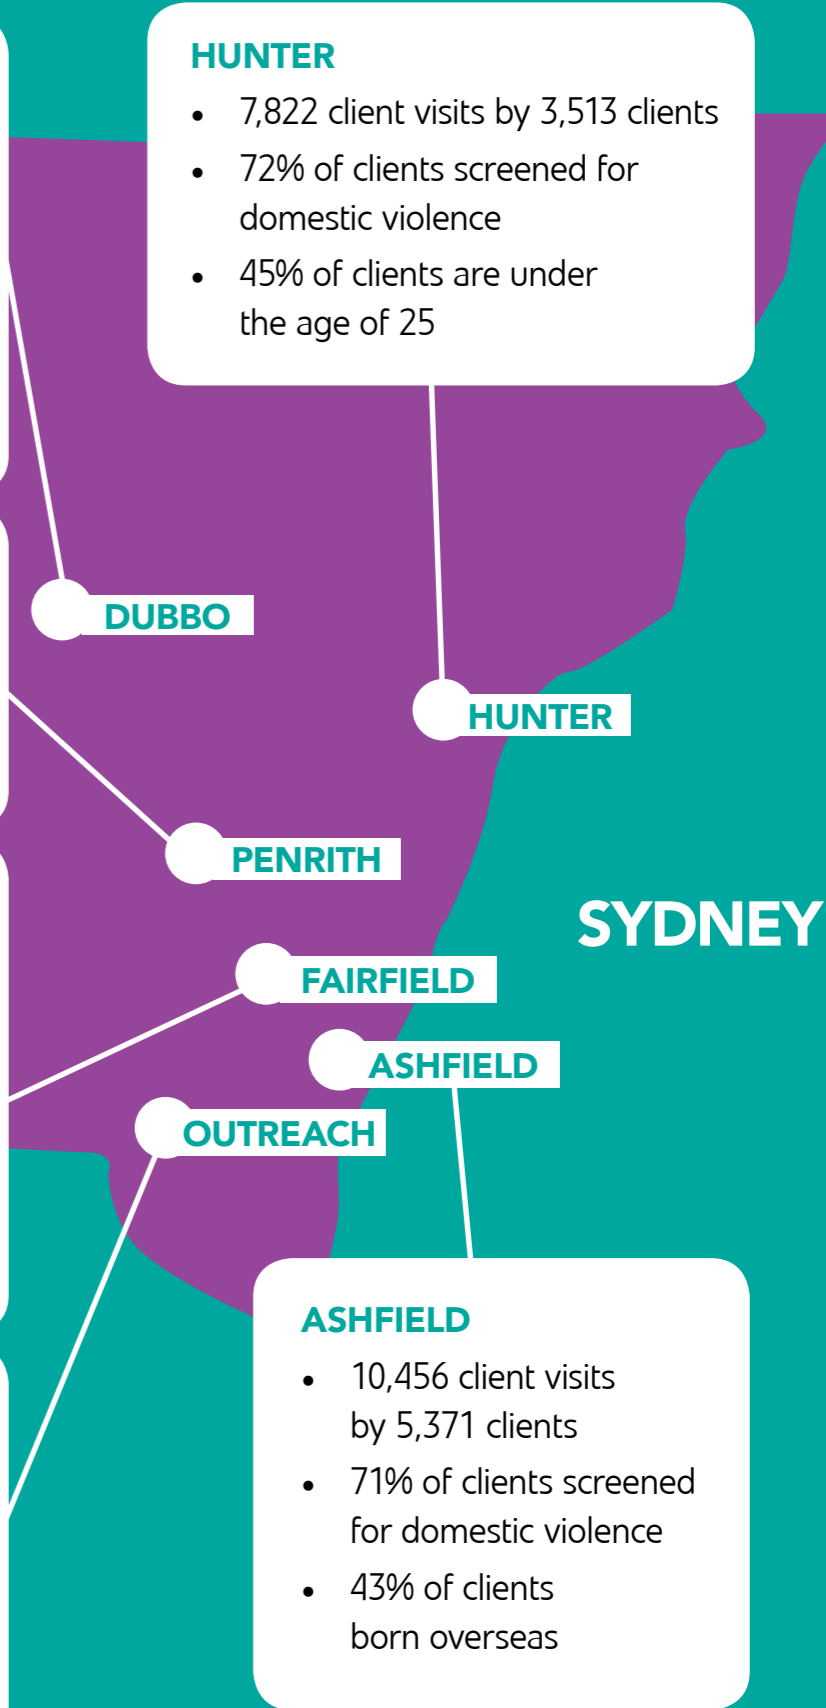 HUNTER
• 7,822 client visits by 3,513 clients
• 72% of clients screened for
domestic violence
• 45% of clients are under
the age of 25
DUBBO
HUNTER
PENRITH
SYDNEY
FAIRFIELD
ASHFIELD
OUTREACH
ASHFIELD
• 10,456 client visits
by 5,371 clients
• 71% of clients screened
for domestic violence
• 43% of clients
born overseas